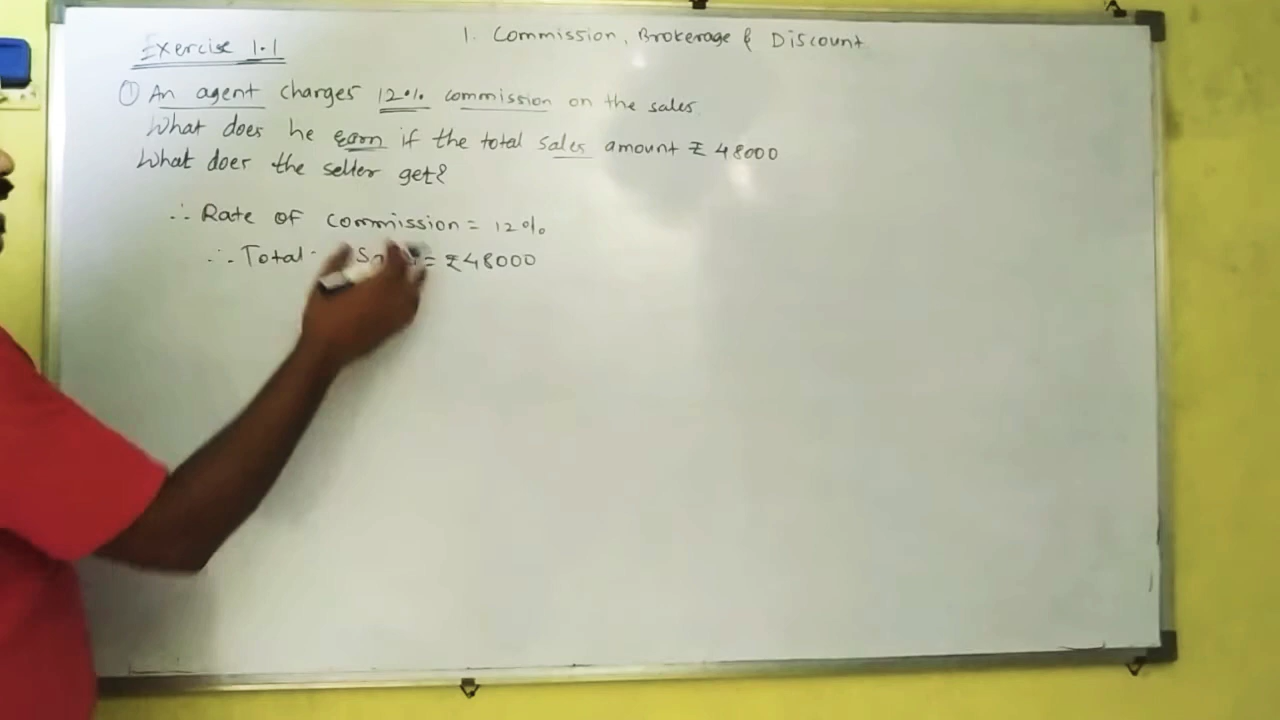 1. Commission, Brokerage & Discount
Exercise 1.1
① An agent charges 12% commission on the sales.
What does he earn if the total sales amount ₹ 48000
What does the seller get?
∴ Rate of commission = 12%
∴ Total = ₹48000